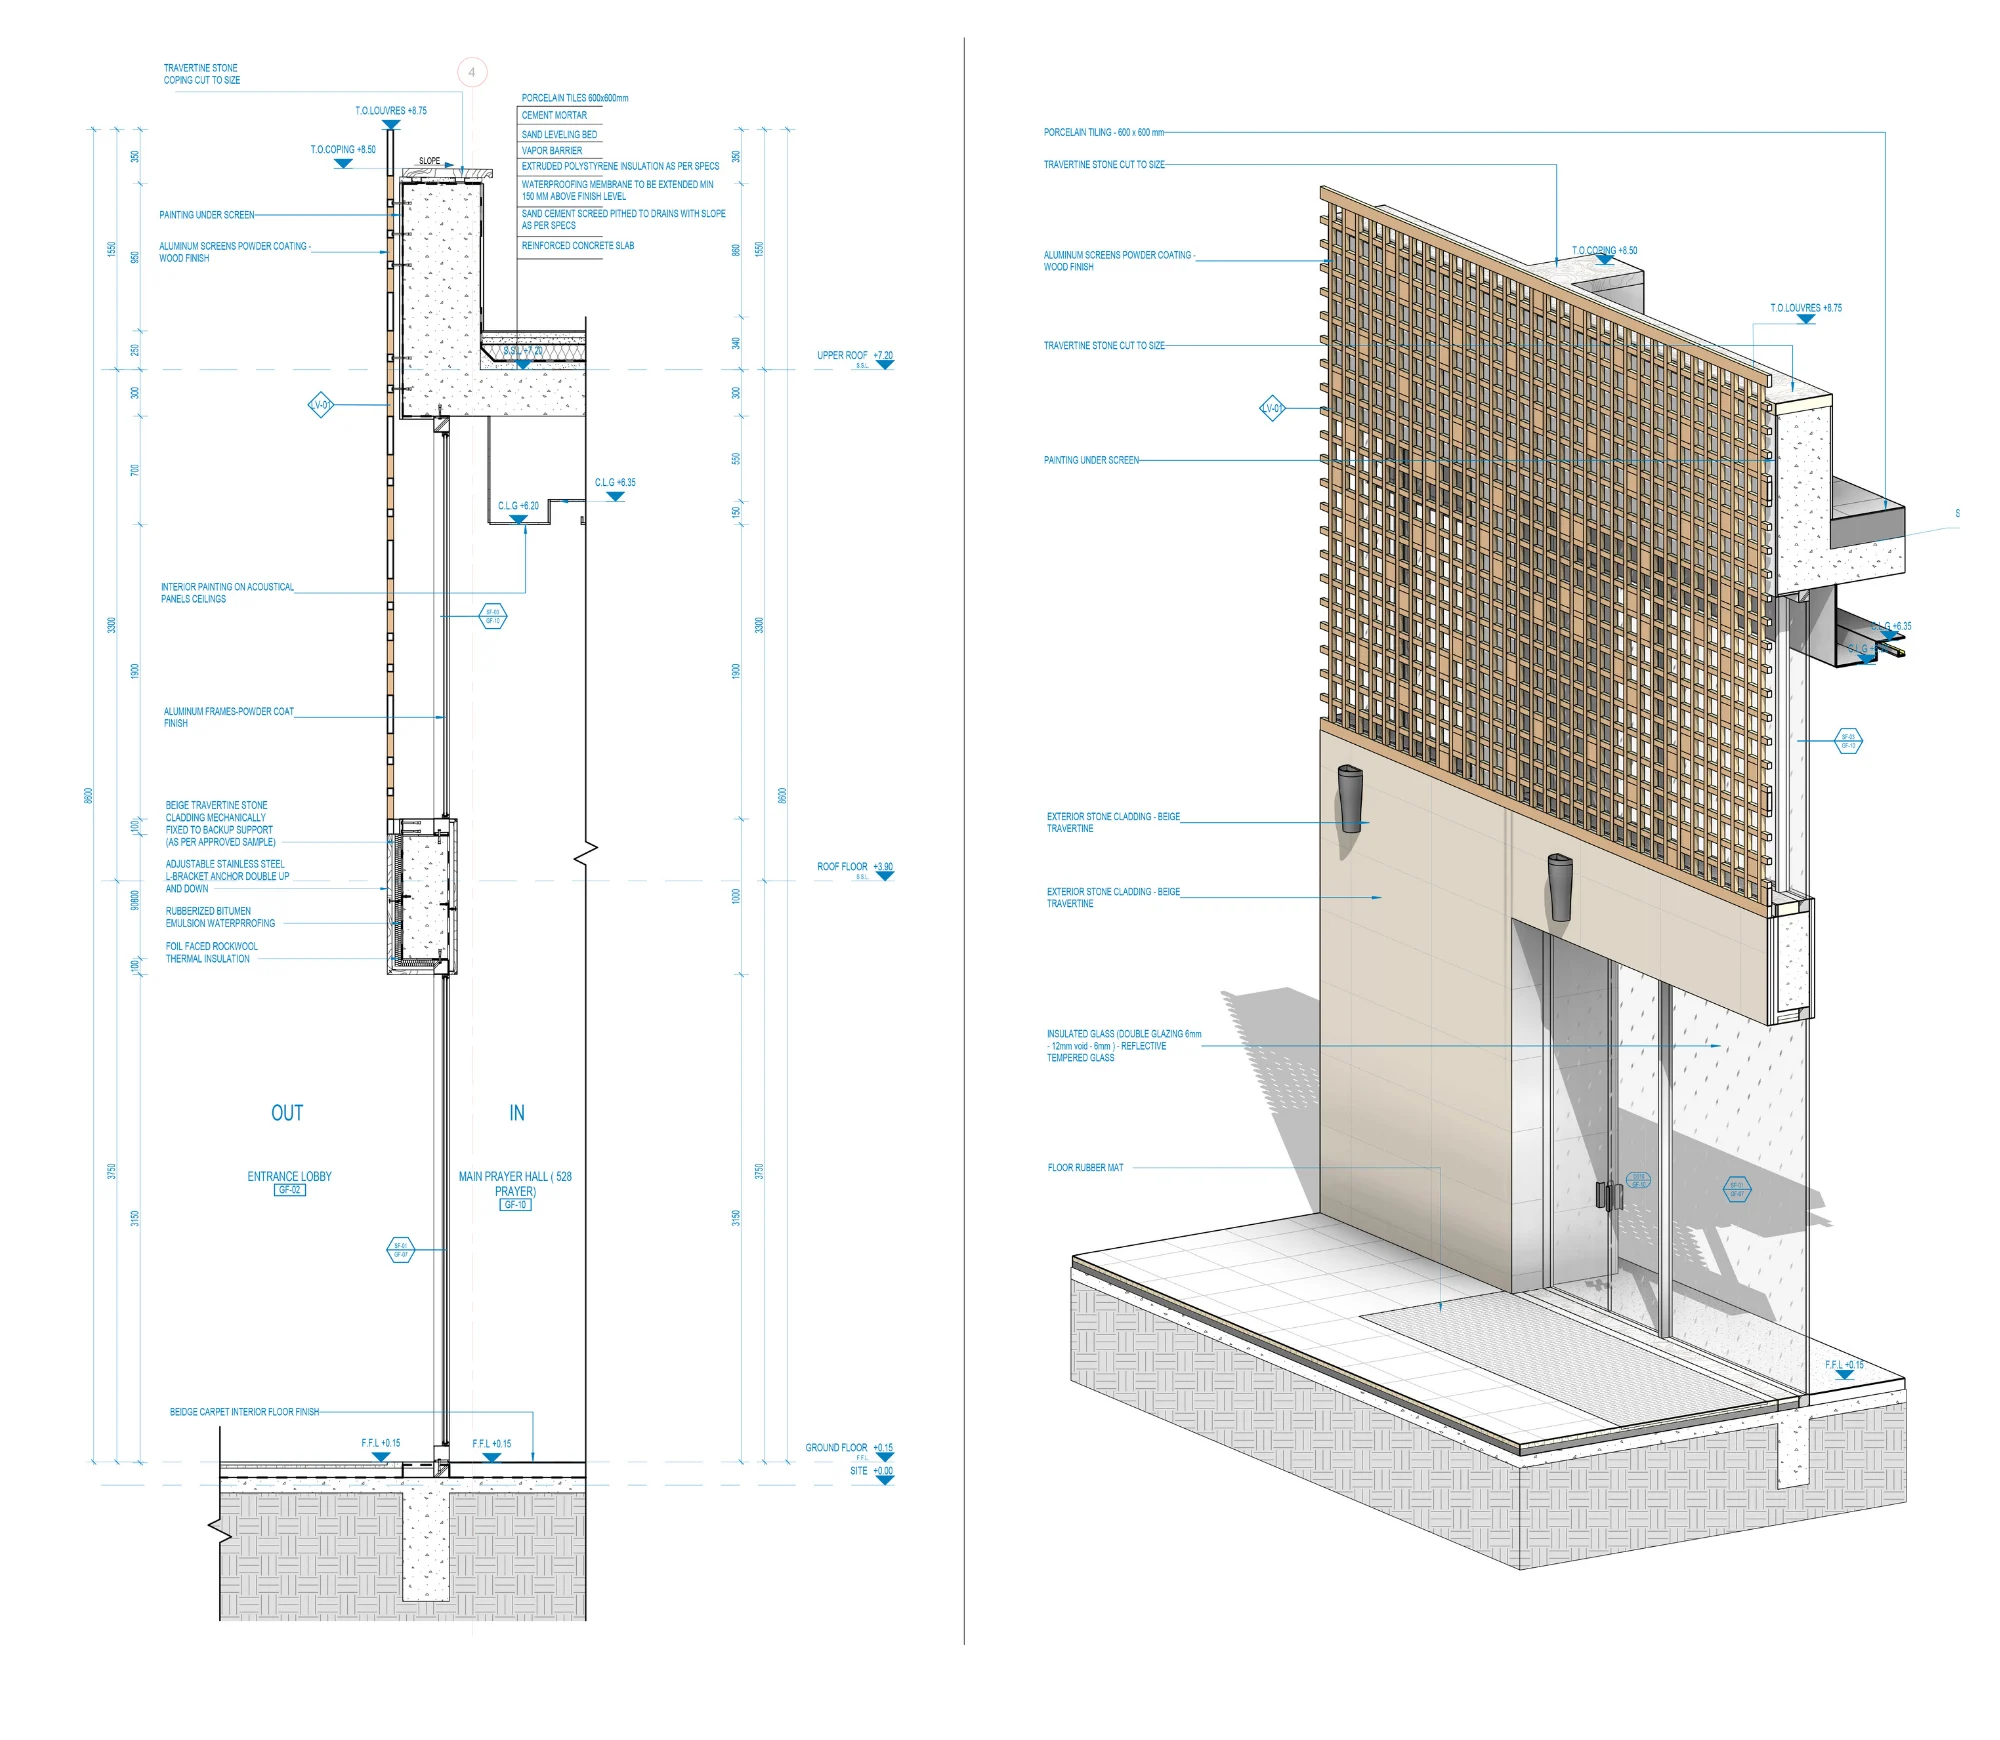 TRAVERTINE STONE
COPING CUT TO SIZE
4
T.O.LOUVRES +8.75
T.O.COPING +8.50
SLOPE
PORCELAIN TILES 600x600mm
CEMENT MORTAR
SAND LEVELING BED
VAPOR BARRIER
EXTRUDED POLYSTYRENE INSULATION AS PER SPECS
WATERPROOFING MEMBRANE TO BE EXTENDED MIN
150 MM ABOVE FINISH LEVEL
SAND CEMENT SCREED PITHED TO DRAINS WITH SLOPE
AS PER SPECS
REINFORCED CONCRETE SLAB
PAINTING UNDER SCREEN
ALUMINUM SCREENS POWDER COATING -
WOOD FINISH
S.S.L +7.20
UPPER ROOF +7.20
S.S.L.
LV-01
C.L.G +6.35
C.L.G +6.20
INTERIOR PAINTING ON ACOUSTICAL
PANELS CEILINGS
SF-03
GF-10
ALUMINUM FRAMES-POWDER COAT
FINISH
BEIGE TRAVERTINE STONE
CLADDING MECHANICALLY
FIXED TO BACKUP SUPPORT
(AS PER APPROVED SAMPLE)
ADJUSTABLE STAINLESS STEEL
L-BRACKET ANCHOR DOUBLE UP
AND DOWN
RUBBERIZED BITUMEN
EMULSION WATERPRROFING
FOIL FACED ROCKWOOL
THERMAL INSULATION
ROOF FLOOR +3.90
S.S.L.
OUT
IN
ENTRANCE LOBBY
GF-02
MAIN PRAYER HALL ( 528
PRAYER)
GF-10
SF-01
GF-07
BEIDGE CARPET INTERIOR FLOOR FINISH
F.F.L +0.15
F.F.L +0.15
GROUND FLOOR +0.15
F.F.L.
SITE +0.00
8600
1550
3300
3750
350
950
250
300
700
1900
100
100
3150
350
860
340
300
550
150
1900
1000
3150
1550
3300
3750
8600
PORCELAIN TILING - 600 x 600 mm
TRAVERTINE STONE CUT TO SIZE
T.O.COPING +8.50
ALUMINUM SCREENS POWDER COATING -
WOOD FINISH
T.O.LOUVRES +8.75
TRAVERTINE STONE CUT TO SIZE
LV-01
PAINTING UNDER SCREEN
S
C.L.G +6.35
SF-03
GF-10
EXTERIOR STONE CLADDING - BEIGE
TRAVERTINE
EXTERIOR STONE CLADDING - BEIGE
TRAVERTINE
INSULATED GLASS (DOUBLE GLAZING 6mm
- 12mm void - 6mm ) - REFLECTIVE
TEMPERED GLASS
FLOOR RUBBER MAT
SF-01
GF-07
F.F.L +0.15